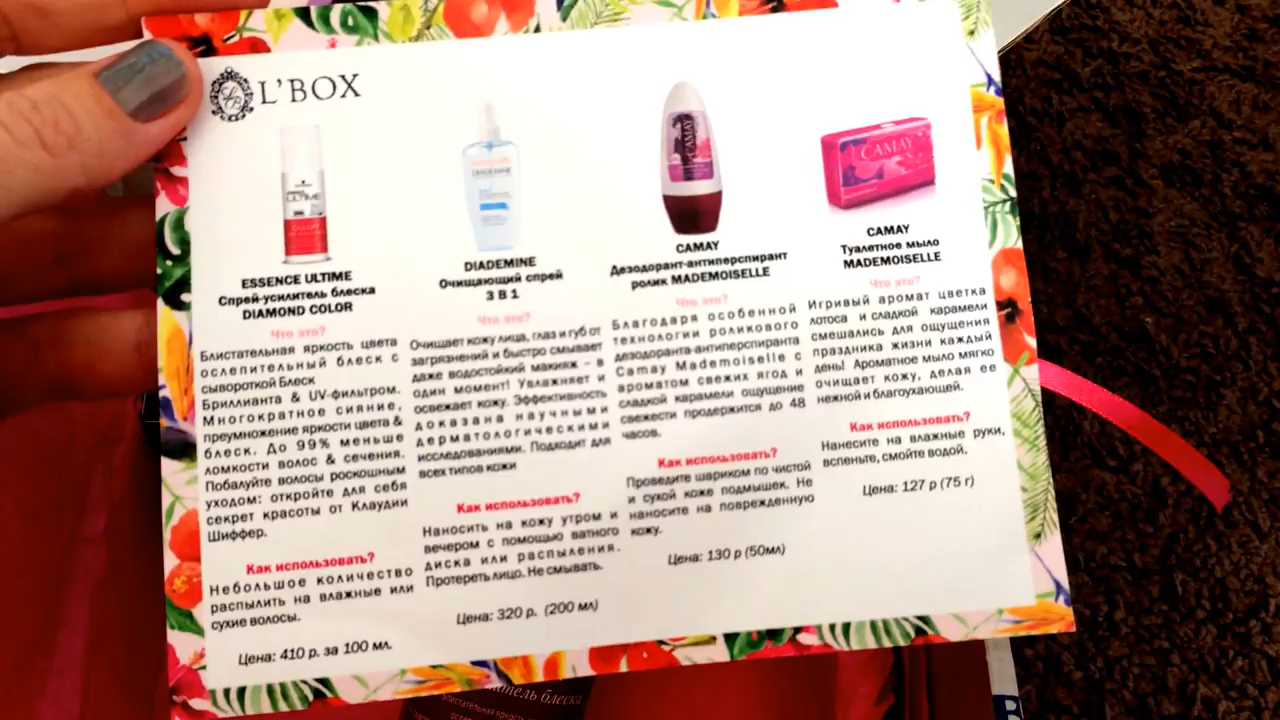 L'BOX
ESSENCE ULTIME
Спрей-усилитель блеска
DIAMOND COLOR
Что это?
Блистательная яркость цвета
ослепительный блеск с
сывороткой Блеск
Бриллианта & UV-фильтром.
Многократное сияние,
преумножение яркости цвета &
блеск. До 99% меньше
ломкости волос & сечения.
Побалуйте волосы роскошным
уходом: откройте для себя
секрет красоты от Клаудии
Шиффер.
Как использовать?
Небольшое количество
распылить на влажные или
сухие волосы.
Цена: 410 р. за 100 мл.
DIADEMINE
Очищающий спрей
3 В 1
Что это?
Очищает кожу лица, глаз и губ от
загрязнений и быстро смывает
даже водостойкий макияж – в
один момент! Увлажняет и
освежает кожу. Эффективность
доказана научными
дерматологическими
исследованиями. Подходит для
всех типов кожи
Как использовать?
Наносить на кожу утром и
вечером с помощью ватного
диска или распыления.
Протереть лицо. Не смывать.
Цена: 320 р. (200 мл)
CAMAY
CAMAY
Дезодорант-антиперспирант
ролик MADEMOISELLE
Что это?
Благодаря особенной
технологии роликового
дезодоранта-антиперспиранта
Camay Mademoiselle с
ароматом свежих ягод и
сладкой карамели ощущение
свежести продержится до 48
часов.
Как использовать?
Проведите шариком по чистой
и сухой коже подмышек. Не
наносите на поврежденную
кожу.
Цена: 130 р (50мл)
CAMAY
CAMAY
Туалетное мыло
MADEMOISELLE
Что это?
Игривый аромат цветка
лотоса и сладкой карамели
смешались для ощущения
праздника жизни каждый
день! Ароматное мыло мягко
очищает кожу, делая ее
нежной и благоухающей.
Как использовать?
Нанесите на влажные руки,
вспеньте, смойте водой.
Цена: 127 р (75 г)
блеска